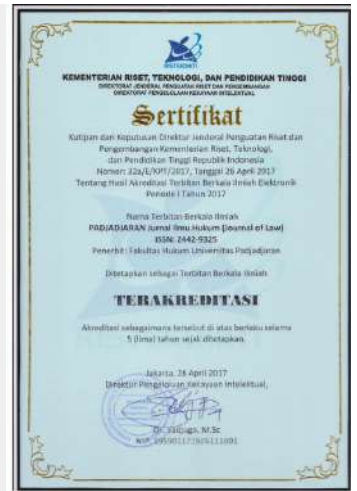 RISTEKDIKTI
KEMENTERIAN RISET, TEKNOLOGI, DAN PENDIDIKAN TINGGI
DIREKTORAT JENDERAL PENGUATAN RISET DAN PENGEMBANGAN
DIREKTORAT PENGELOLAAN KEKAYAAN INTELEKTUAL
Sertifikat
Kutipan dari Keputusan Direktur Jenderal Penguatan Riset dan
Pengembangan Kementerian Riset, Teknologi,
dan Pendidikan Tinggi Republik Indonesia
Nomor: 32a/E/KPT/2017, Tanggal 26 April 2017
Tentang Hasil Akreditasi Terbitan Berkala Ilmiah Elektronik
Periode I Tahun 2017
Nama Terbitan Berkala Ilmiah
PADJADJARAN Jurnal Ilmu Hukum (Journal of Law)
ISSN: 2442-9325
Penerbit: Fakultas Hukum Universitas Padjadjaran
Ditetapkan sebagai Terbitan Berkala Ilmiah
TERAKREDITASI
Akreditasi sebagaimana tersebut di atas berlaku selama
5 (lima) tahun sejak ditetapkan.
Jakarta, 28 April 2017
Direktur Pengelolaan Kekayaan Intelektual,
Dr. Sadjuga, M.Sc
NIP.